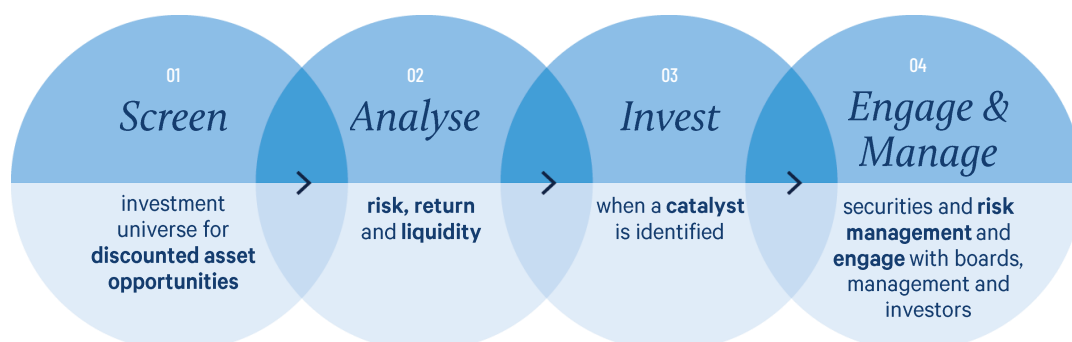 01
Screen
investment
universe for
discounted asset
opportunities
02
Analyse
risk, return
and liquidity
03
Invest
when a catalyst
is identified
04
Engage &
Manage
securities and risk
management and
engage with boards,
management and
investors